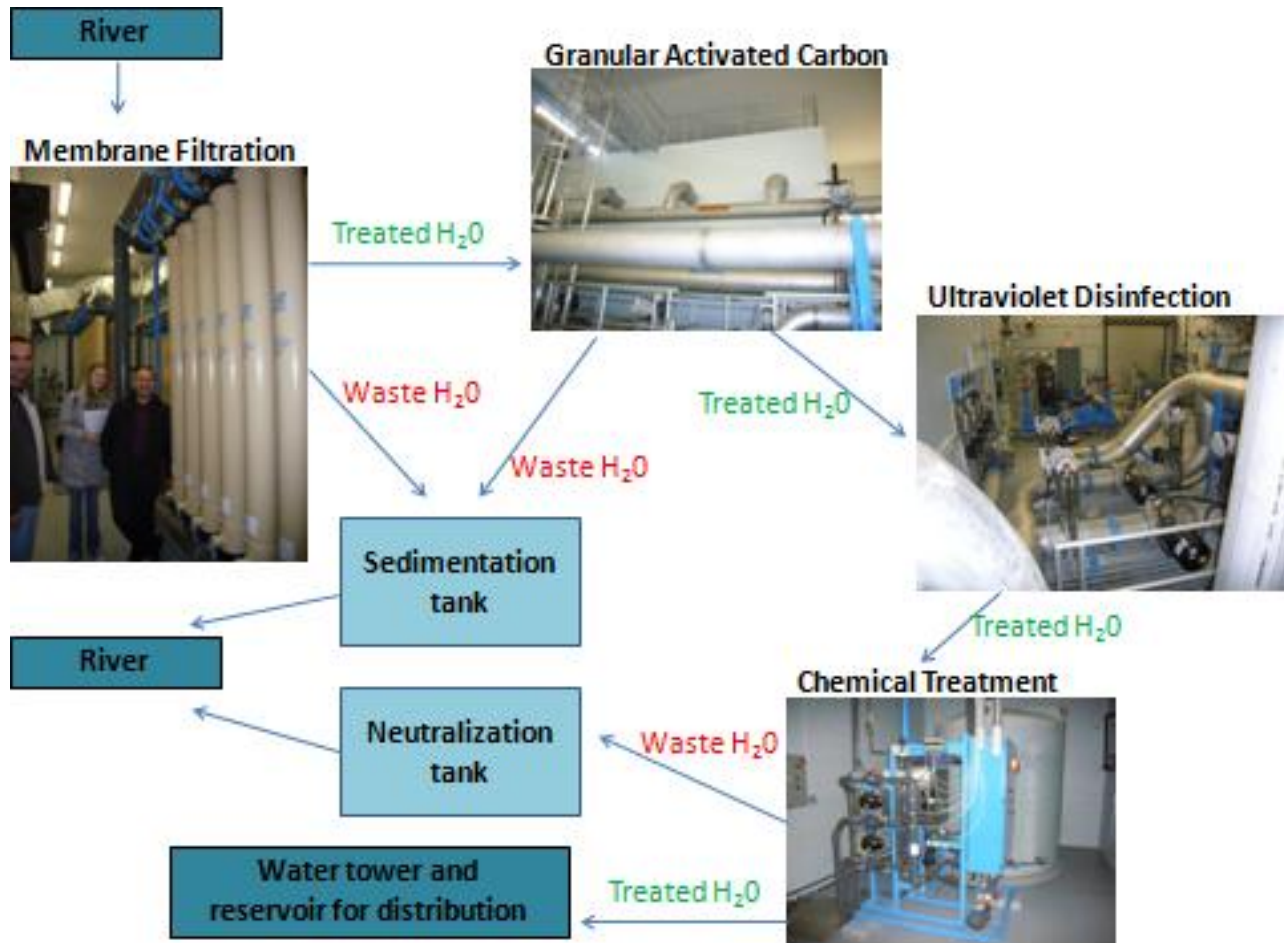 River
Granular Activated Carbon
Membrane Filtration
Treated H₂0
Ultraviolet Disinfection
Waste H₂0
Treated H₂0
Waste H₂0
Sedimentation
tank
Treated H₂0
River
Chemical Treatment
Neutralization
tank
Waste H₂0
Water tower and
reservoir for distribution
Treated H₂0